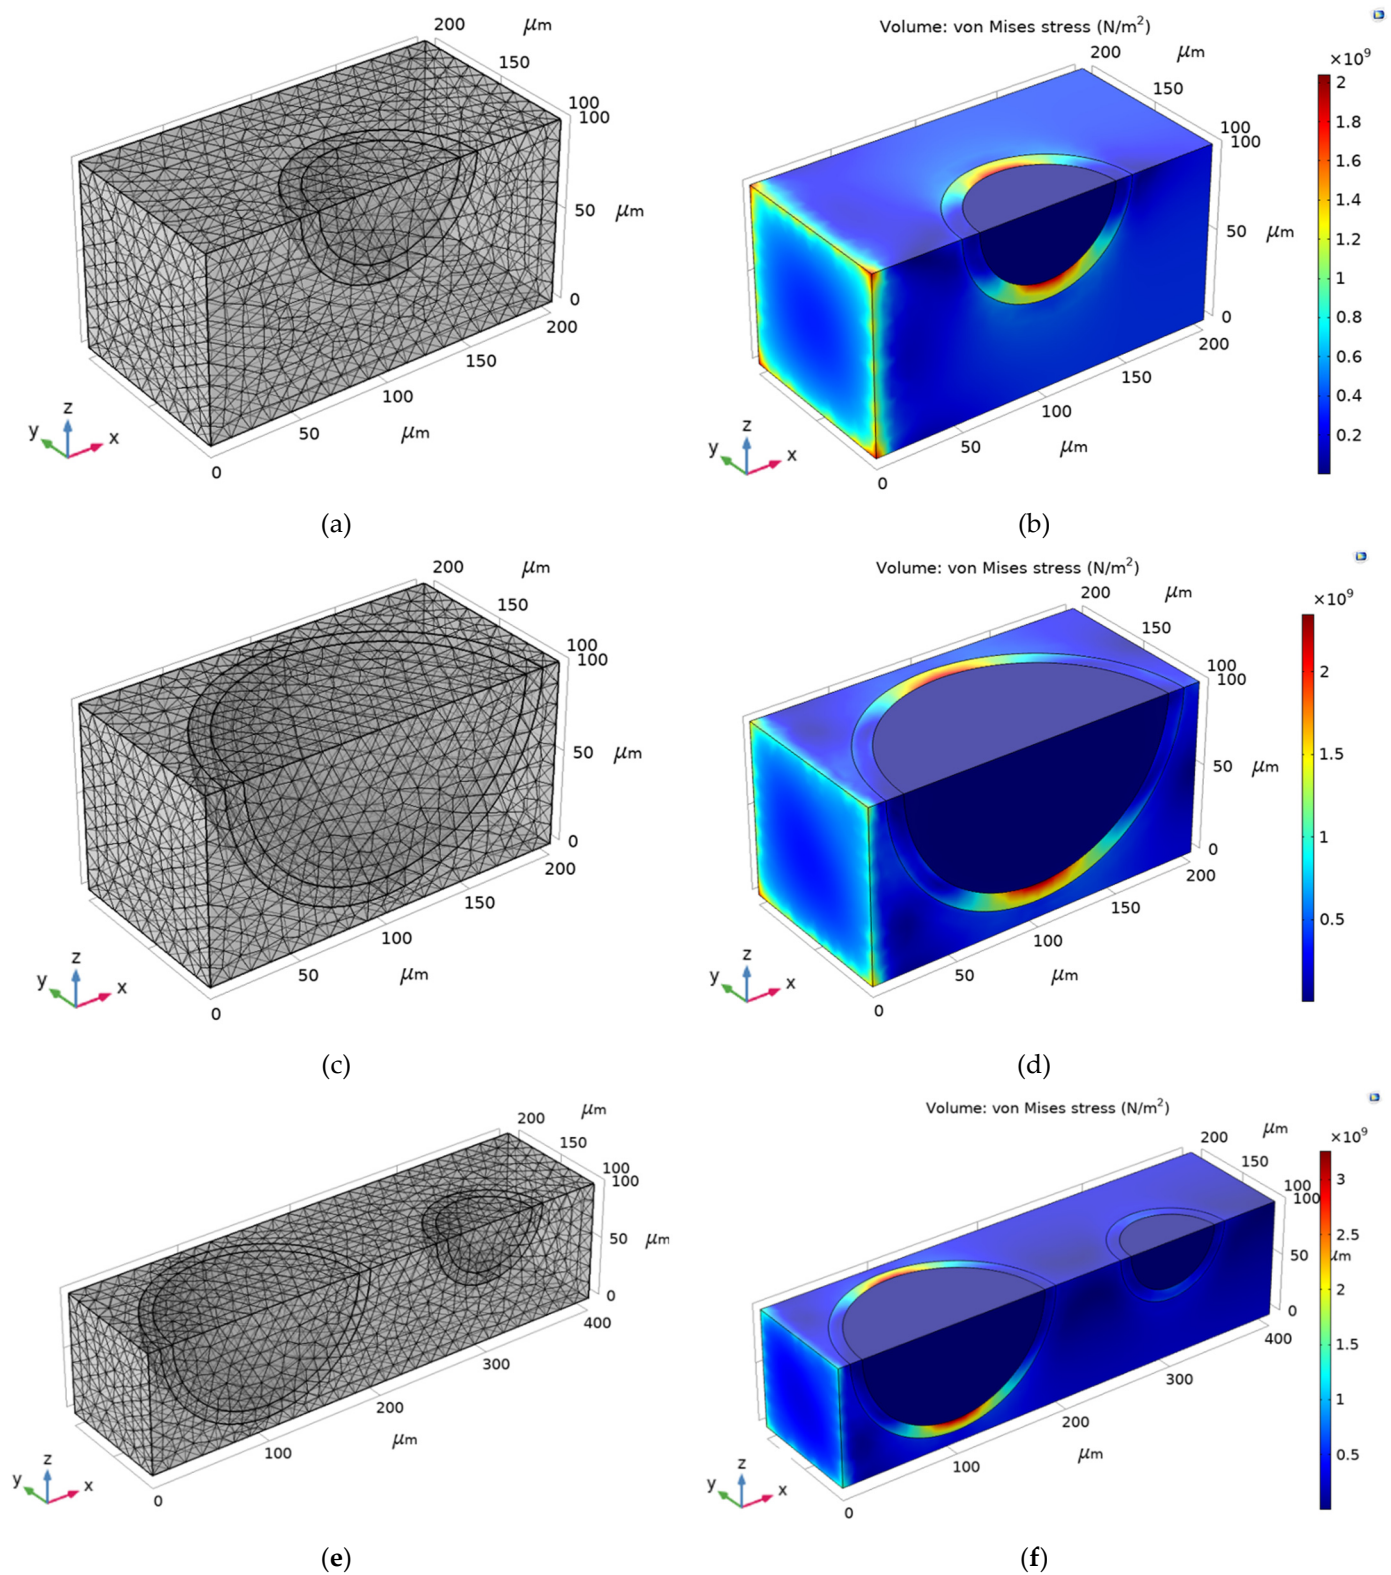 200 μm
150
100
100
50 μm
0
200
150
100
50 μm
0
z
y
x
(a)
Volume: von Mises stress (N/m²)
200 μm
150
100
100
50 μm
0
200
150
100
50 μm
0
z
y
x
×10⁹
2
1.8
1.6
1.4
1.2
1
0.8
0.6
0.4
0.2
(b)
200 μm
150
100
100
50 μm
0
200
150
100
50 μm
0
z
y
x
(c)
Volume: von Mises stress (N/m²)
200 μm
150
100
100
50 μm
0
200
150
100
50 μm
0
z
y
x
×10⁹
2
1.5
1
0.5
(d)
μm
200
150
100
100
50 μm
0
400
300
200
μm
100
0
z
y
x
(e)
Volume: von Mises stress (N/m²)
μm
200
150
100
100
50 μm
0
400
300
200
μm
100
0
z
y
x
×10⁹
3
2.5
2
1.5
1
0.5
(f)